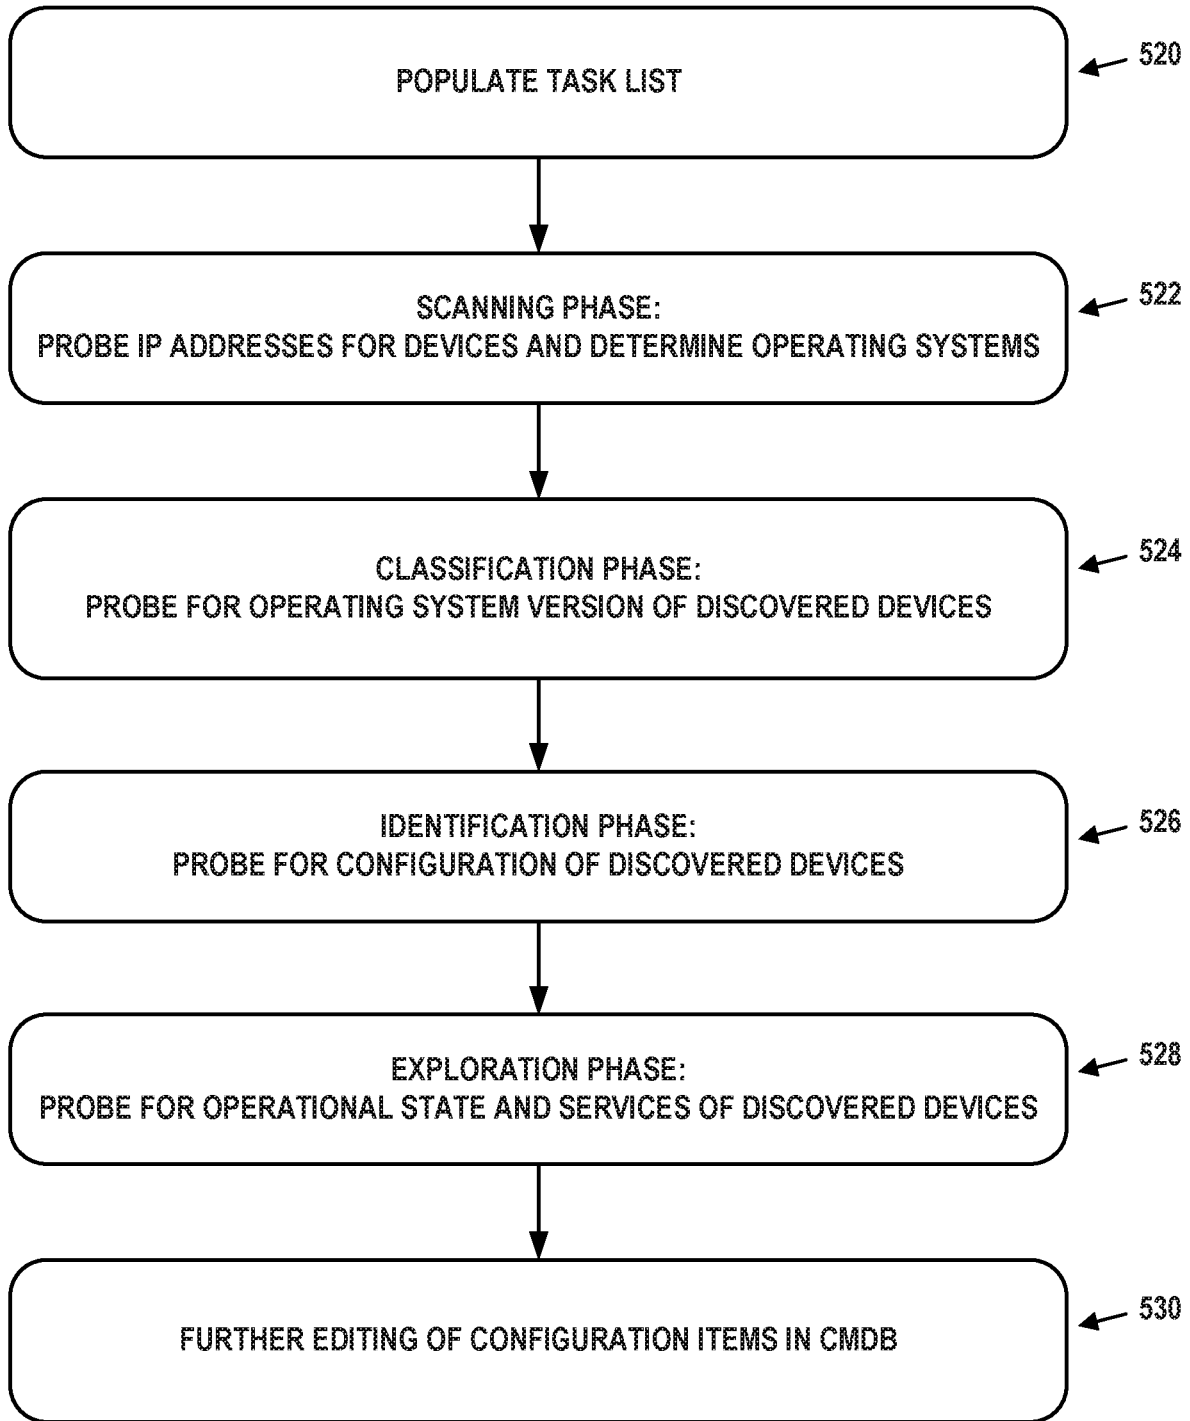 POPULATE TASK LIST
520
SCANNING PHASE:
PROBE IP ADDRESSES FOR DEVICES AND DETERMINE OPERATING SYSTEMS
522
CLASSIFICATION PHASE:
PROBE FOR OPERATING SYSTEM VERSION OF DISCOVERED DEVICES
524
IDENTIFICATION PHASE:
PROBE FOR CONFIGURATION OF DISCOVERED DEVICES
526
EXPLORATION PHASE:
PROBE FOR OPERATIONAL STATE AND SERVICES OF DISCOVERED DEVICES
528
FURTHER EDITING OF CONFIGURATION ITEMS IN CMDB
530